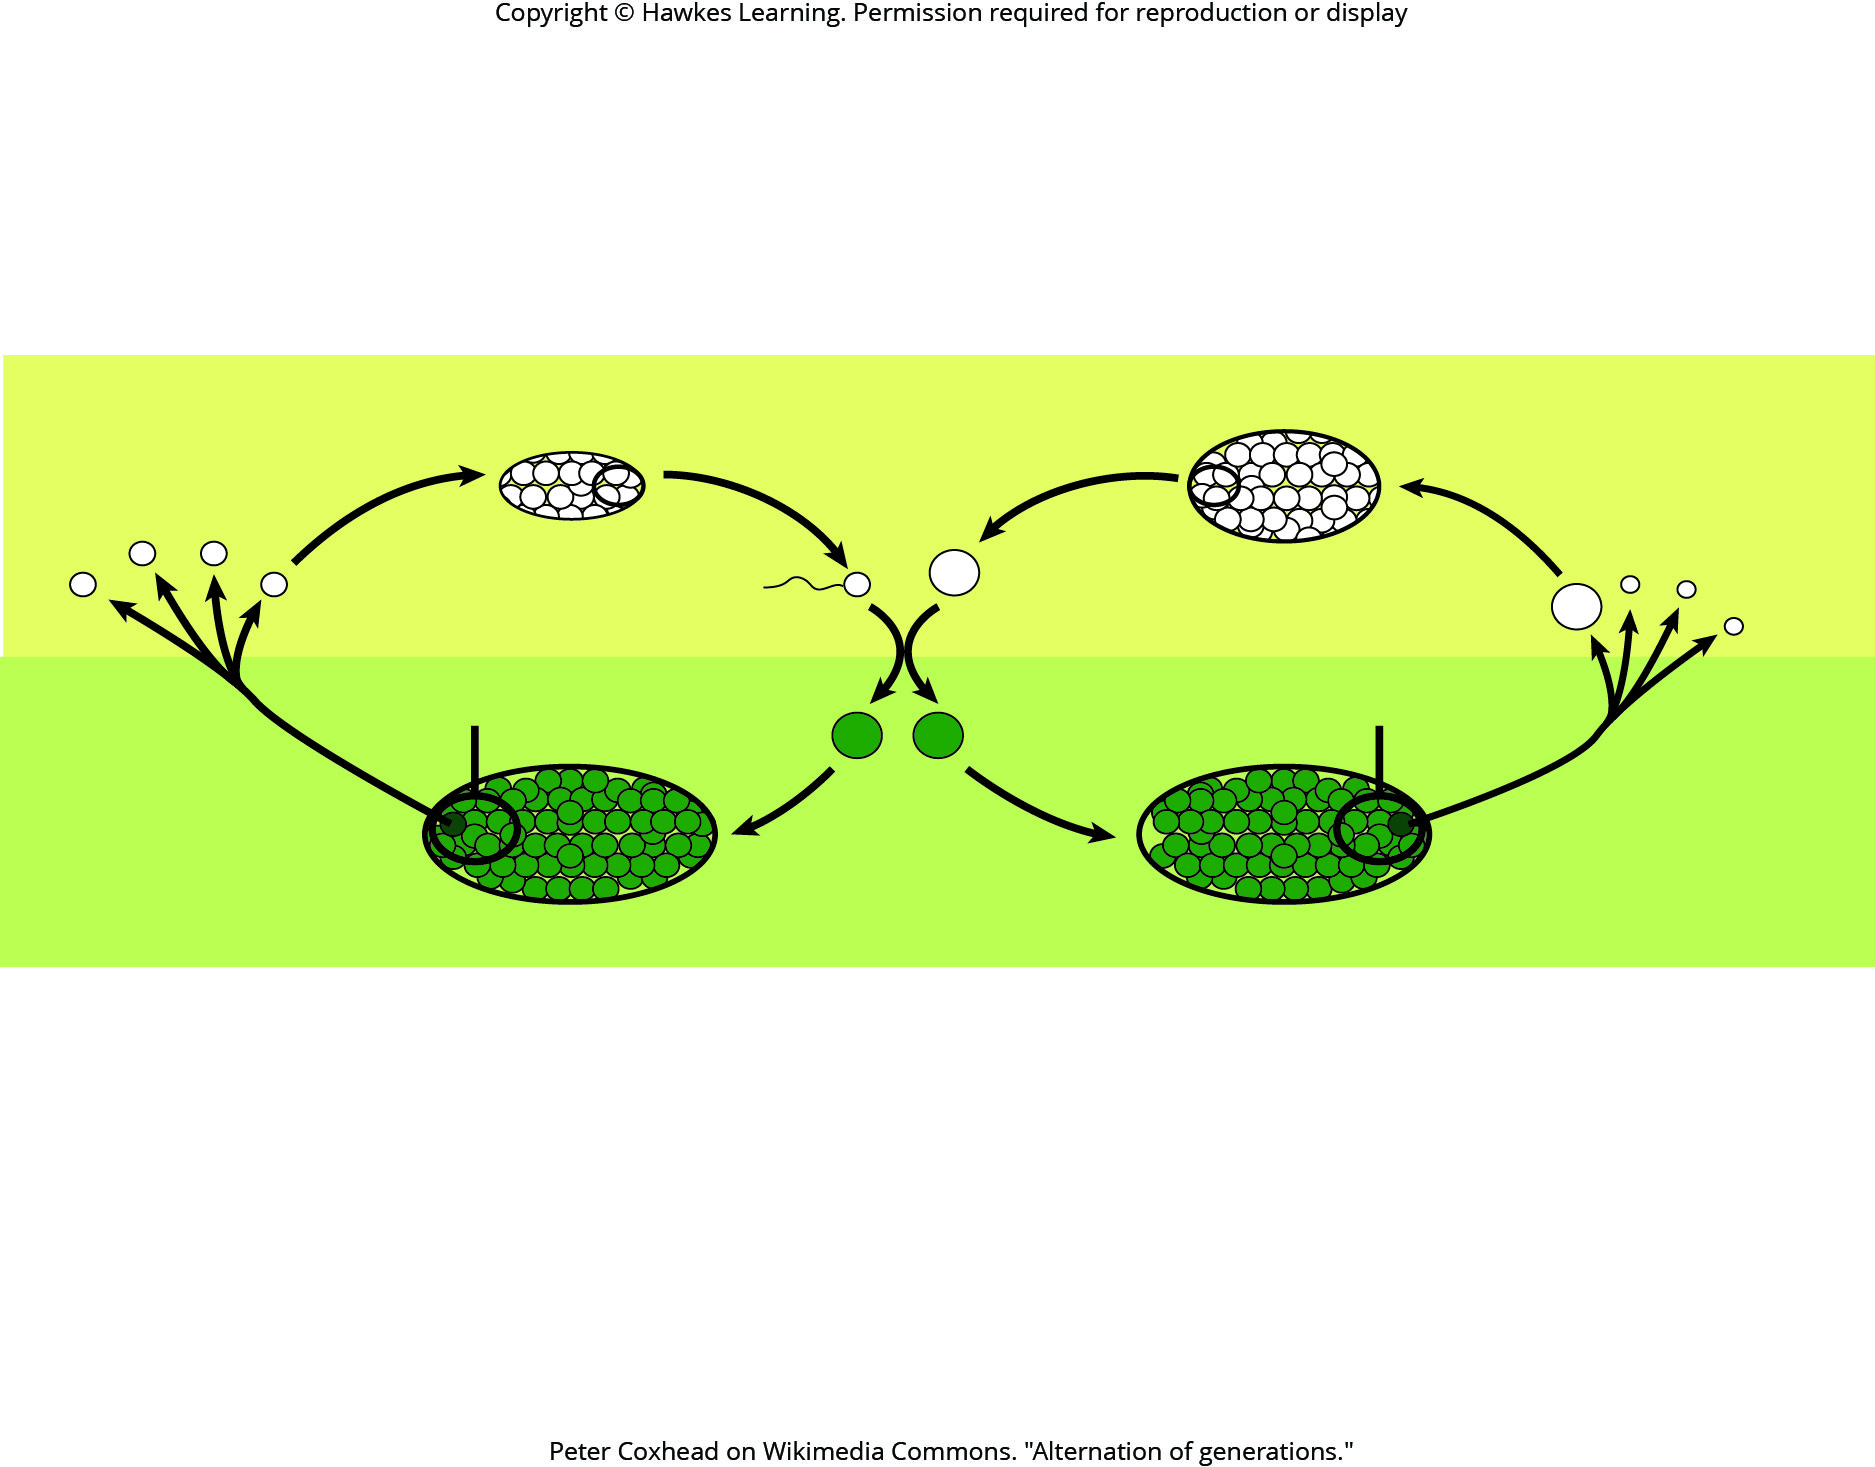 Copyright © Hawkes Learning. Permission required for reproduction or display
Peter Coxhead on Wikimedia Commons. "Alternation of generations."